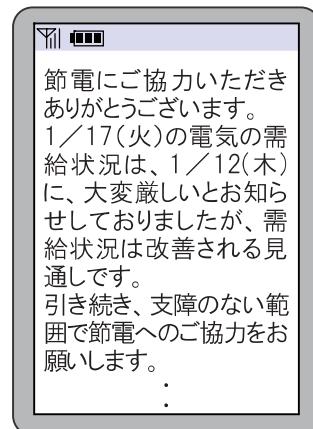 節電にご協力いただき
ありがとうございます。
1／17(火)の電気の需
給状況は、1／12(木)
に、大変厳しいとお知ら
せしておりましたが、需
給状況は改善される見
通しです。
引き続き、支障のない範
囲で節電へのご協力をお
願いします。
：